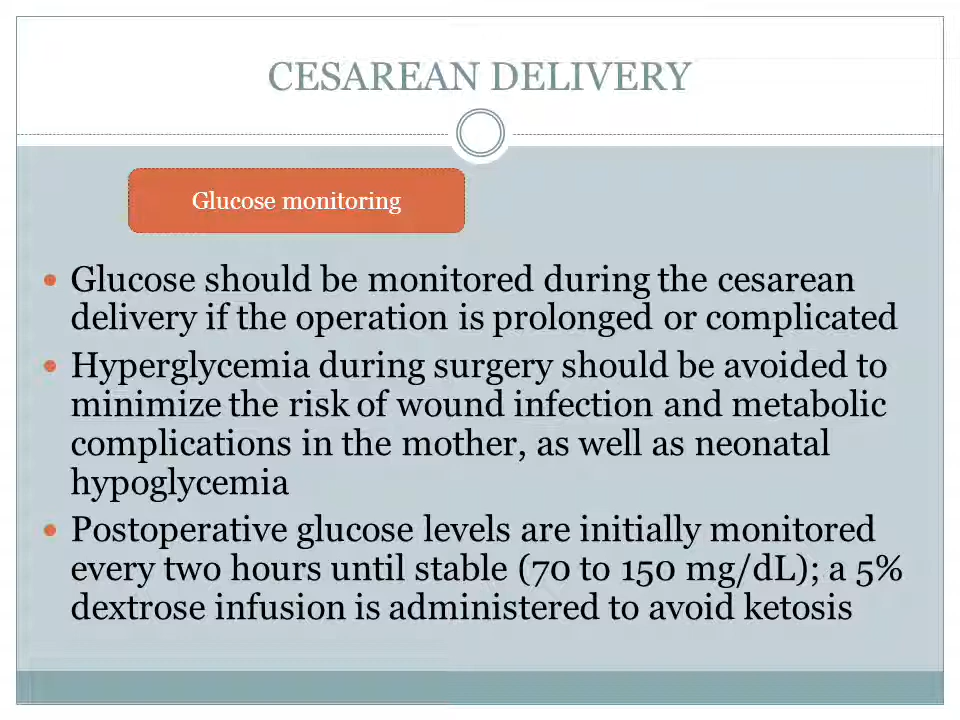 CESAREAN DELIVERY
Glucose monitoring
Glucose should be monitored during the cesarean
delivery if the operation is prolonged or complicated
Hyperglycemia during surgery should be avoided to
minimize the risk of wound infection and metabolic
complications in the mother, as well as neonatal
hypoglycemia
Postoperative glucose levels are initially monitored
every two hours until stable (70 to 150 mg/dL); a 5%
dextrose infusion is administered to avoid ketosis